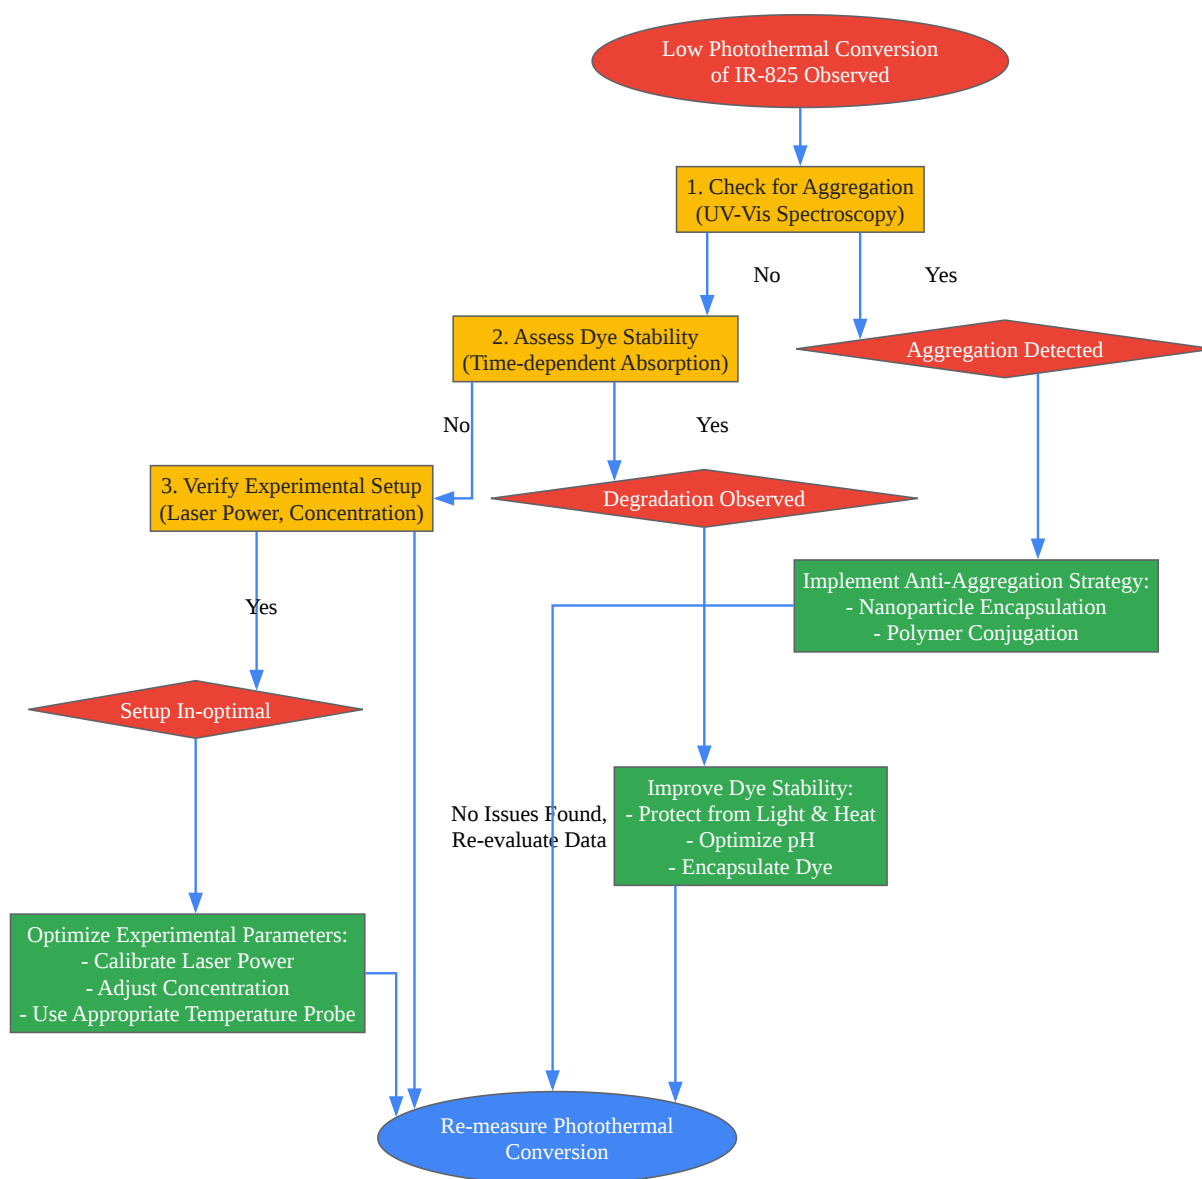 Low Photothermal Conversion
of IR-825 Observed
1. Check for Aggregation
(UV-Vis Spectroscopy)
No
Yes
2. Assess Dye Stability
(Time-dependent Absorption)
Aggregation Detected
No
Yes
3. Verify Experimental Setup
(Laser Power, Concentration)
Degradation Observed
Implement Anti-Aggregation Strategy:
- Nanoparticle Encapsulation
- Polymer Conjugation
Yes
Setup In-optimal
No Issues Found,
Re-evaluate Data
Improve Dye Stability:
- Protect from Light & Heat
- Optimize pH
- Encapsulate Dye
Optimize Experimental Parameters:
- Calibrate Laser Power
- Adjust Concentration
- Use Appropriate Temperature Probe
Re-measure Photothermal
Conversion